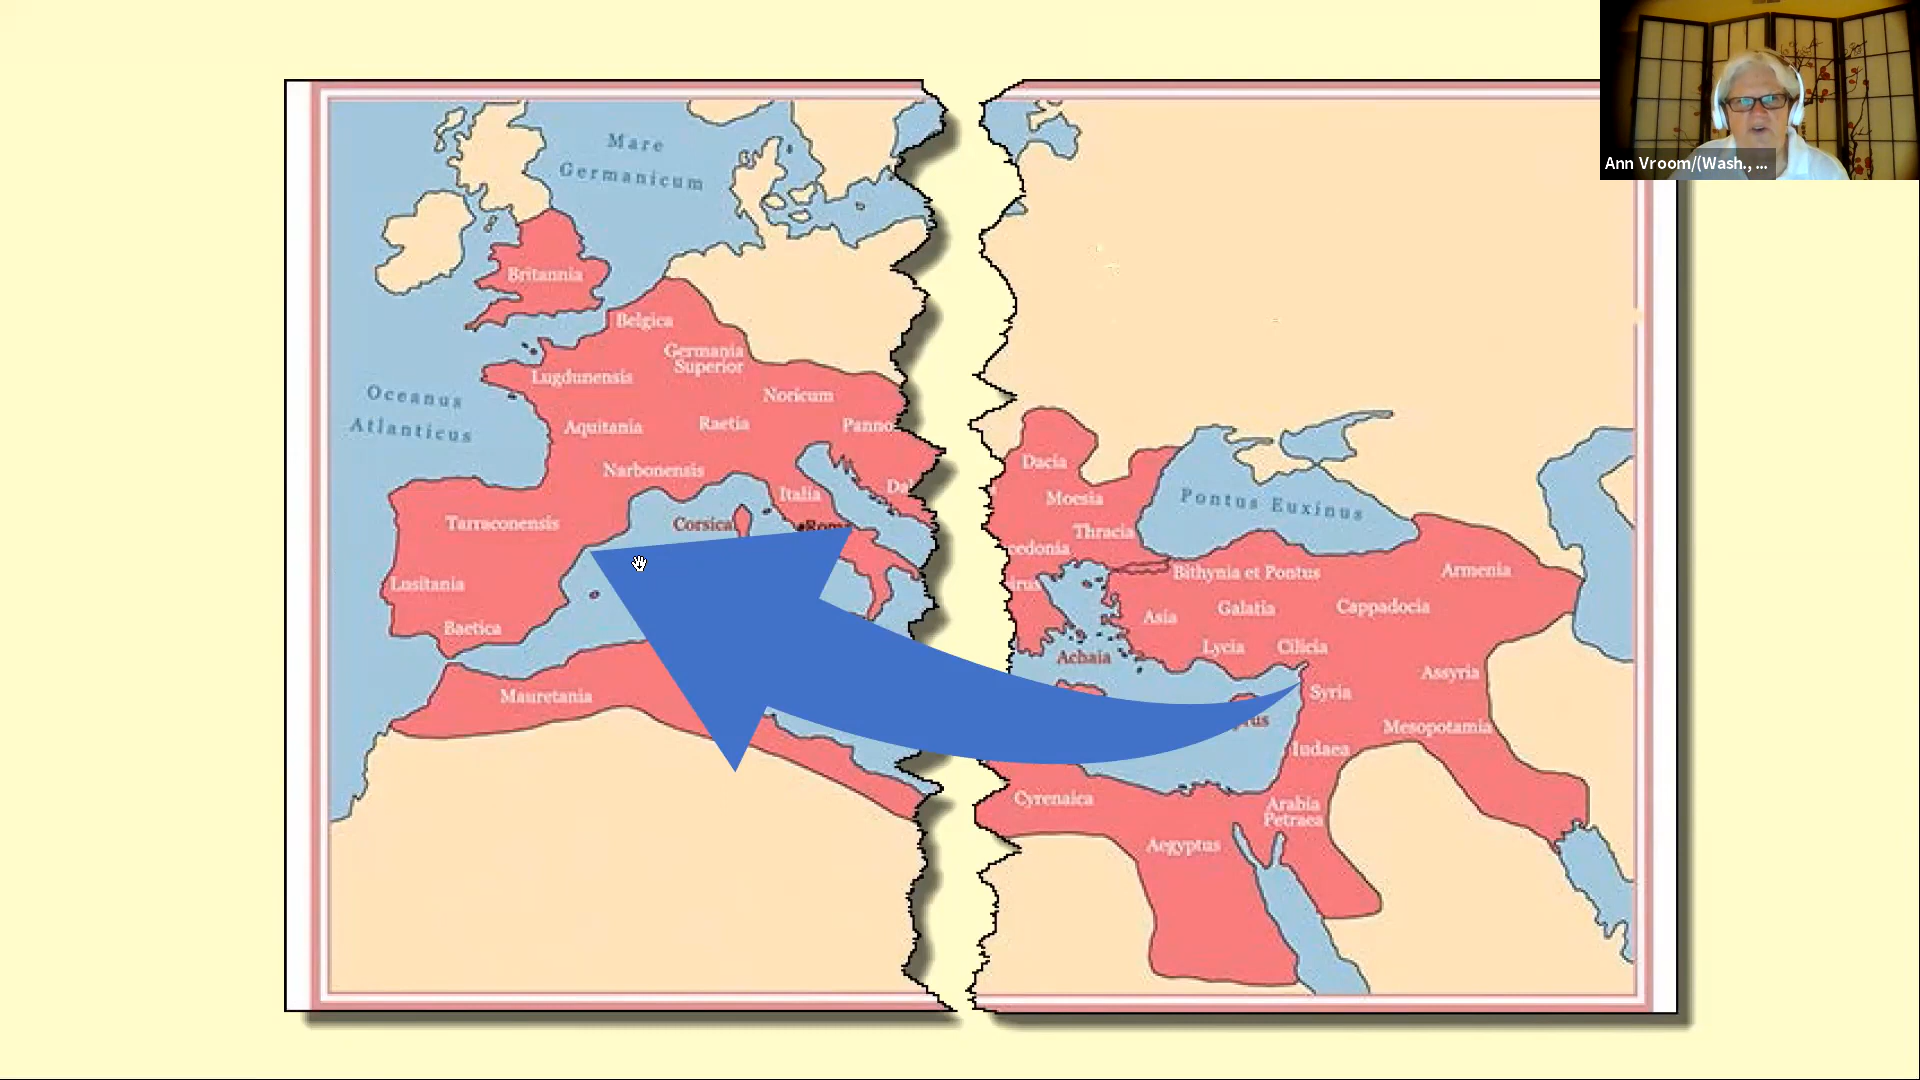 Ann Vroom/(Wash., ...
Mare
Germanicum
Britannia
Belgica
Germania
Superior
Lugdunensis
Noricum
Oceanus
Atlanticus
Aquitania
Raetia
Panno
Narbonensis
Italia
Da
Tarraconensis
Corsica
Roma
Lusitania
Baetica
Mauretania
Dacia
Moesia
Pontus Euxinus
Thracia
cedonia
Bithynia et Pontus
Armenia
irus
Asia
Galatia
Cappadocia
Lycia
Cilicia
Achaia
Assyria
Syria
rus
Mesopotamia
Iudaea
Cyrenaica
Arabia
Petraea
Aegyptus